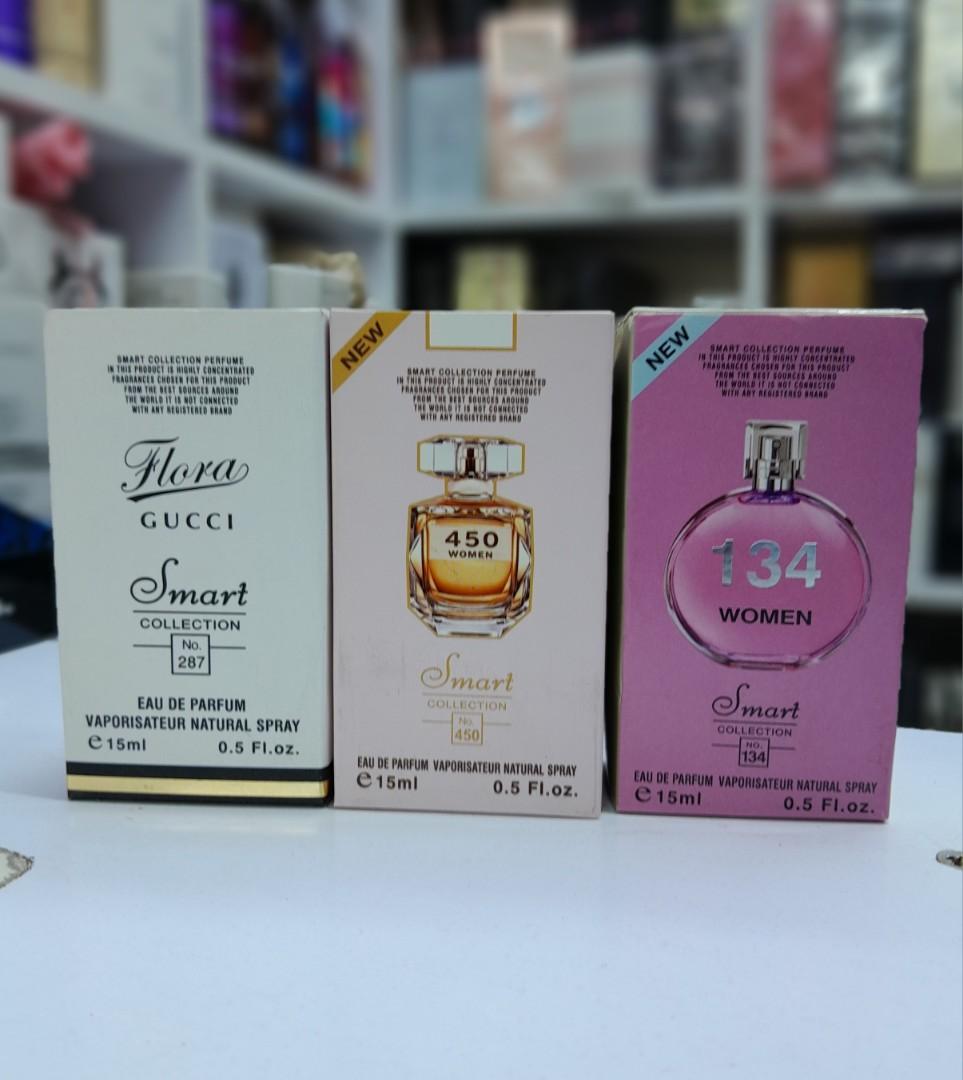 SMART COLLECTION PERFUME
IN THIS PRODUCT IS HIGHLY CONCENTRATED
FRAGRANCES CHOSEN FOR THIS PRODUCT
FROM THE BEST SOURCES AROUND
THE WORLD IT IS NOT CONNECTED
WITH ANY REGISTERED BRAND
Flora
GUCCI
Smart
COLLECTION
No.
287
EAU DE PARFUM
VAPORISATEUR NATURAL SPRAY
e 15ml 0.5 Fl.oz.
NEW
SMART COLLECTION PERFUME
IN THIS PRODUCT IS HIGHLY CONCENTRATED
FRAGRANCES CHOSEN FOR THIS PRODUCT
FROM THE BEST SOURCES AROUND
THE WORLD IT IS NOT CONNECTED
WITH ANY REGISTERED BRAND
450
WOMEN
Smart
COLLECTION
No.
450
EAU DE PARFUM VAPORISATEUR NATURAL SPRAY
e 15ml 0.5 Fl.oz.
NEW
SMART COLLECTION PERFUME
IN THIS PRODUCT IS HIGHLY CONCENTRATED
FRAGRANCES CHOSEN FOR THIS PRODUCT
FROM THE BEST SOURCES AROUND
THE WORLD IT IS NOT CONNECTED
WITH ANY REGISTERED BRAND
134
WOMEN
Smart
COLLECTION
NO.
134
EAU DE PARFUM VAPORISATEUR NATURAL SPRAY
e 15ml 0.5 Fl.oz.